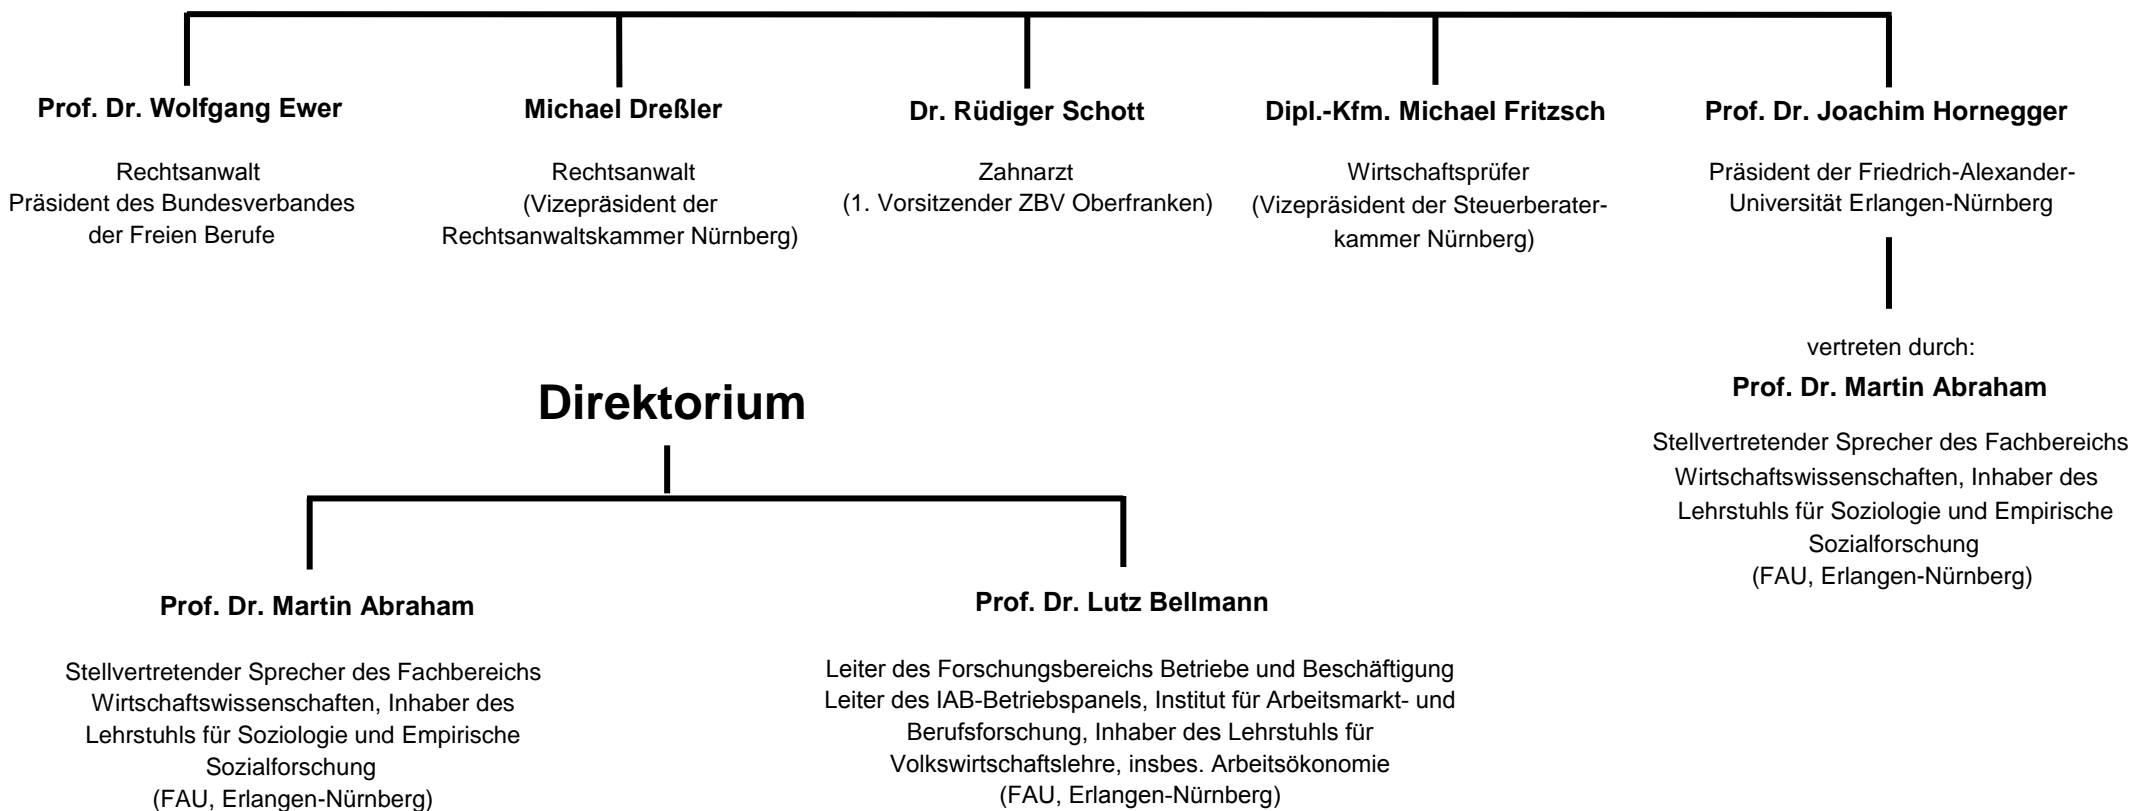 Prof. Dr. Wolfgang Ewer
Rechtsanwalt
Präsident des Bundesverbandes
der Freien Berufe
Michael Dreßler
Rechtsanwalt
(Vizepräsident der
Rechtsanwaltskammer Nürnberg)
Dr. Rüdiger Schott
Zahnarzt
(1. Vorsitzender ZBV Oberfranken)
Dipl.-Kfm. Michael Fritzsch
Wirtschaftsprüfer
(Vizepräsident der Steuerberater-
kammer Nürnberg)
Prof. Dr. Joachim Hornegger
Präsident der Friedrich-Alexander-
Universität Erlangen-Nürnberg
vertreten durch:
Prof. Dr. Martin Abraham
Stellvertretender Sprecher des Fachbereichs
Wirtschaftswissenschaften, Inhaber des
Lehrstuhls für Soziologie und Empirische
Sozialforschung
(FAU, Erlangen-Nürnberg)
Direktorium
Prof. Dr. Martin Abraham
Stellvertretender Sprecher des Fachbereichs
Wirtschaftswissenschaften, Inhaber des
Lehrstuhls für Soziologie und Empirische
Sozialforschung
(FAU, Erlangen-Nürnberg)
Prof. Dr. Lutz Bellmann
Leiter des Forschungsbereichs Betriebe und Beschäftigung
Leiter des IAB-Betriebspanels, Institut für Arbeitsmarkt- und
Berufsforschung, Inhaber des Lehrstuhls für
Volkswirtschaftslehre, insbes. Arbeitsökonomie
(FAU, Erlangen-Nürnberg)